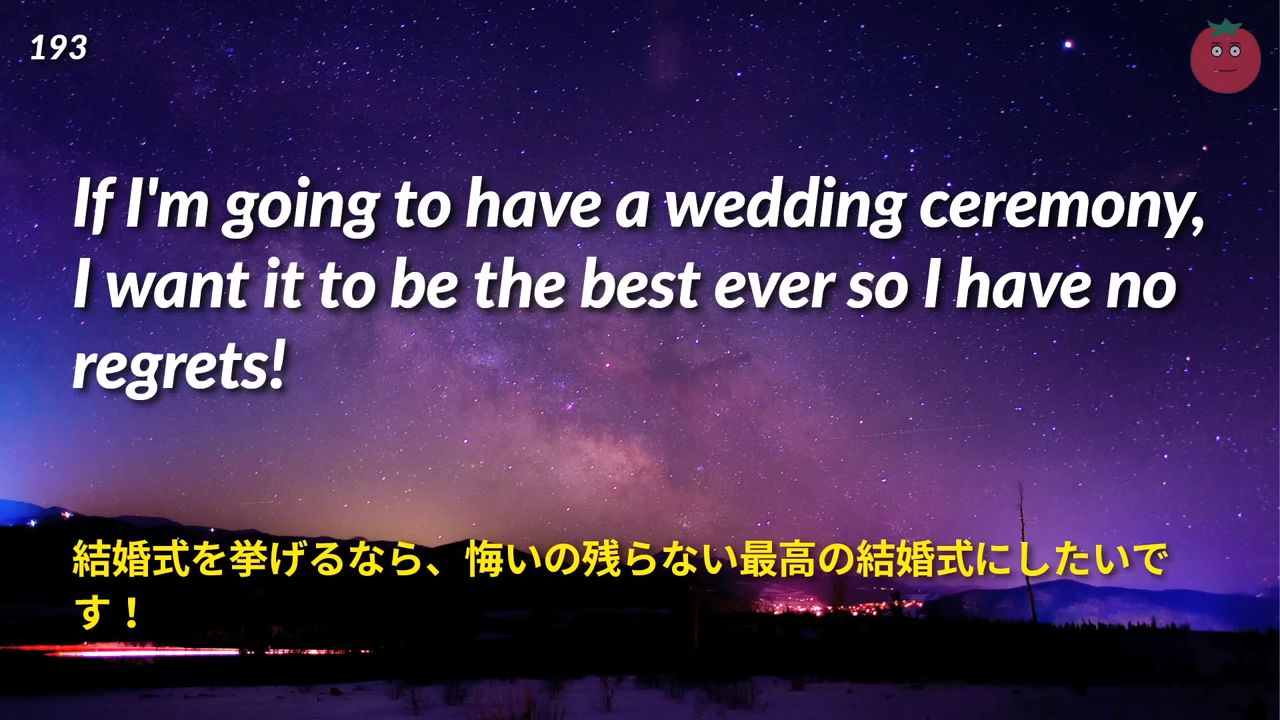 193
If I'm going to have a wedding ceremony,
I want it to be the best ever so I have no
regrets!
結婚式を挙げるなら、悔いの残らない最高の結婚式にしたいで
す！